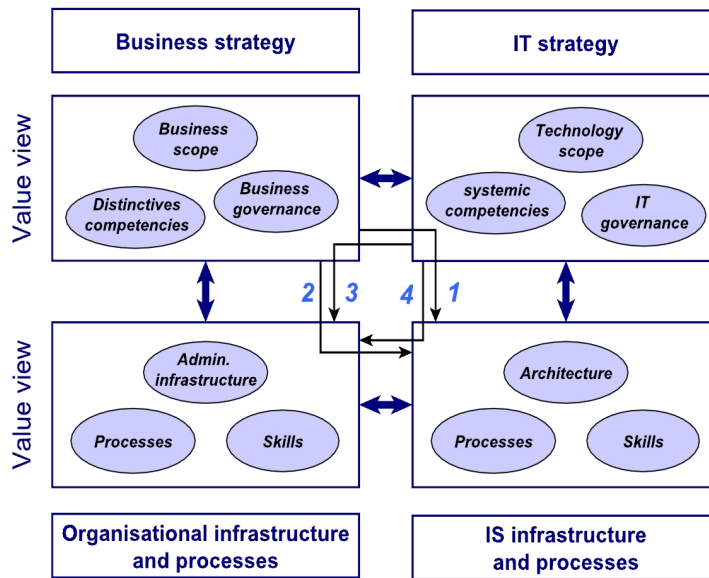 Business strategy
IT strategy
Value view
Business
scope
Distinctives
competencies
Business
governance
Technology
scope
systemic
competencies
IT
governance
2
3
4
1
Value view
Admin.
infrastructure
Processes
Skills
Architecture
Processes
Skills
Organisational infrastructure
and processes
IS infrastructure
and processes